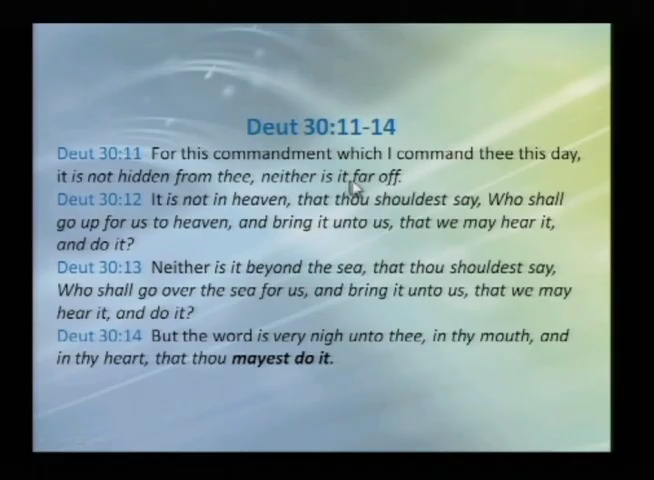 Deut 30:11-14
Deut 30:11 For this commandment which I command thee this day,
it is not hidden from thee, neither is it far off.
Deut 30:12 It is not in heaven, that thou shouldest say, Who shall
go up for us to heaven, and bring it unto us, that we may hear it,
and do it?
Deut 30:13 Neither is it beyond the sea, that thou shouldest say,
Who shall go over the sea for us, and bring it unto us, that we may
hear it, and do it?
Deut 30:14 But the word is very nigh unto thee, in thy mouth, and
in thy heart, that thou mayest do it.